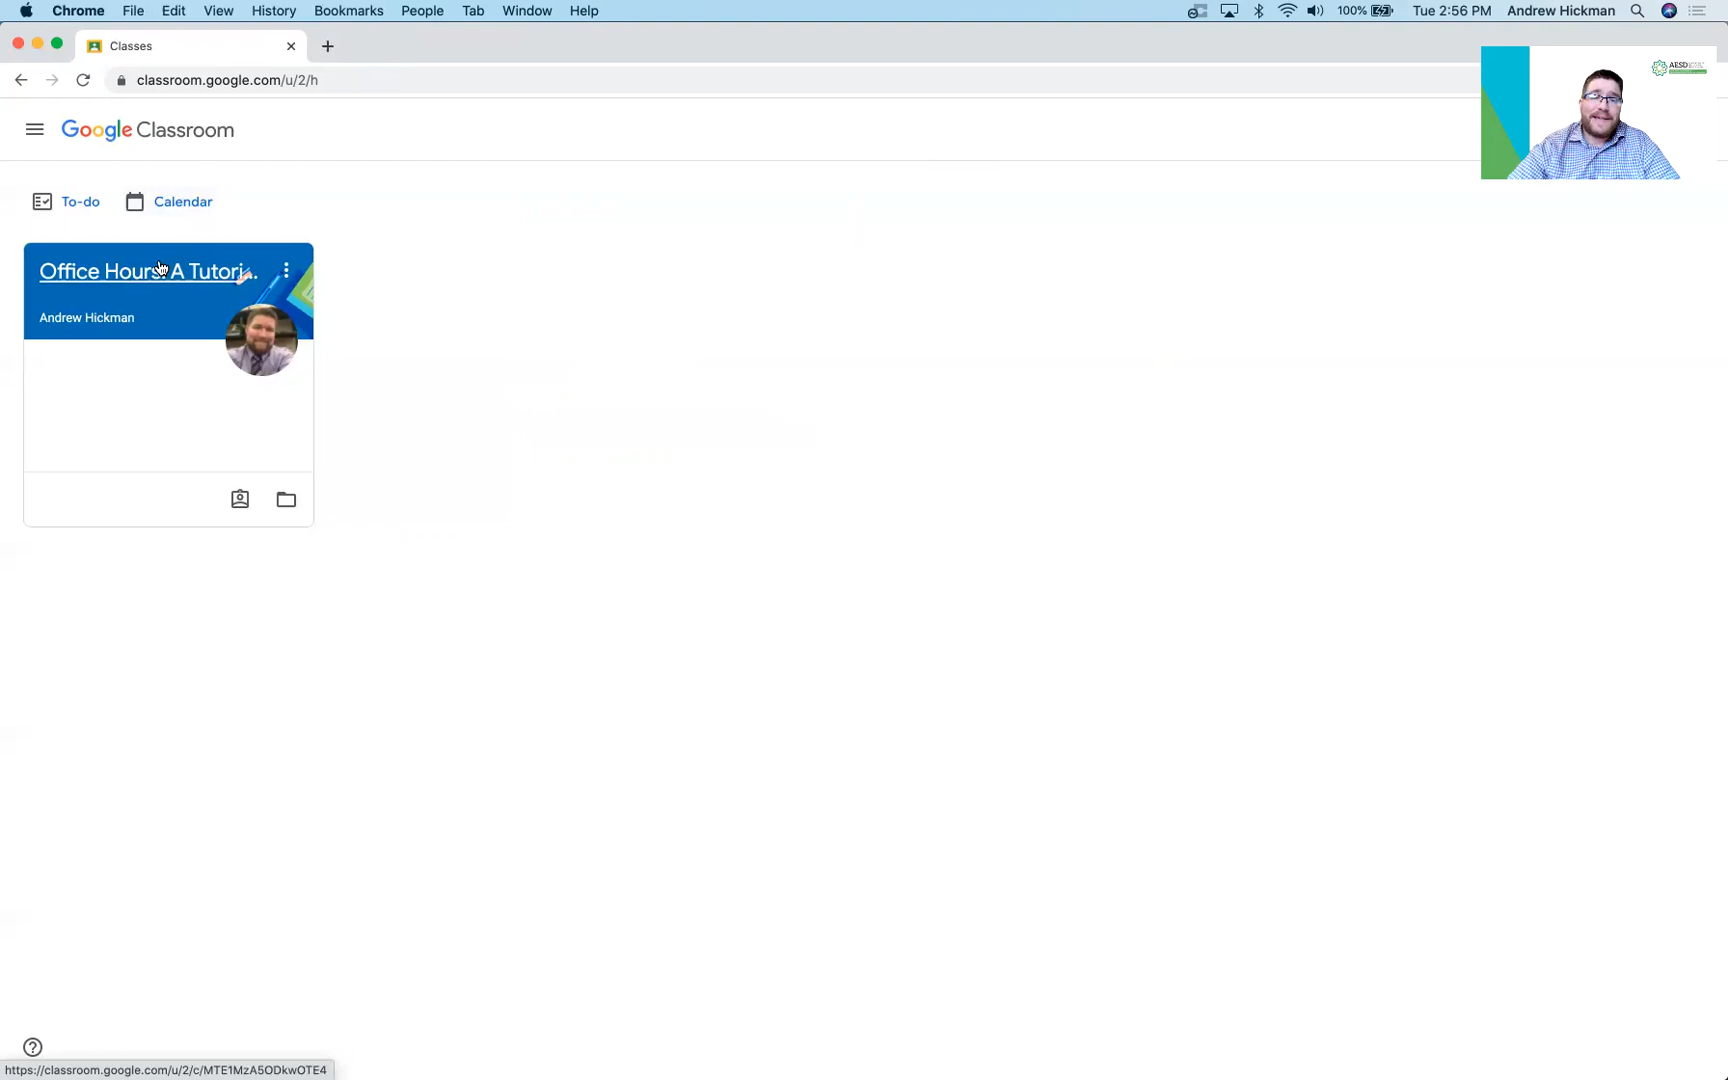 Chrome File Edit View History Bookmarks People Tab Window Help 100% Tue 2:56 PM Andrew Hickman
Classes
classroom.google.com/u/2/h
AESD
Google Classroom
To-do Calendar
Office Hours: A Tutori...
Andrew Hickman
https://classroom.google.com/u/2/c/MTE1MzA5ODkwOTE4